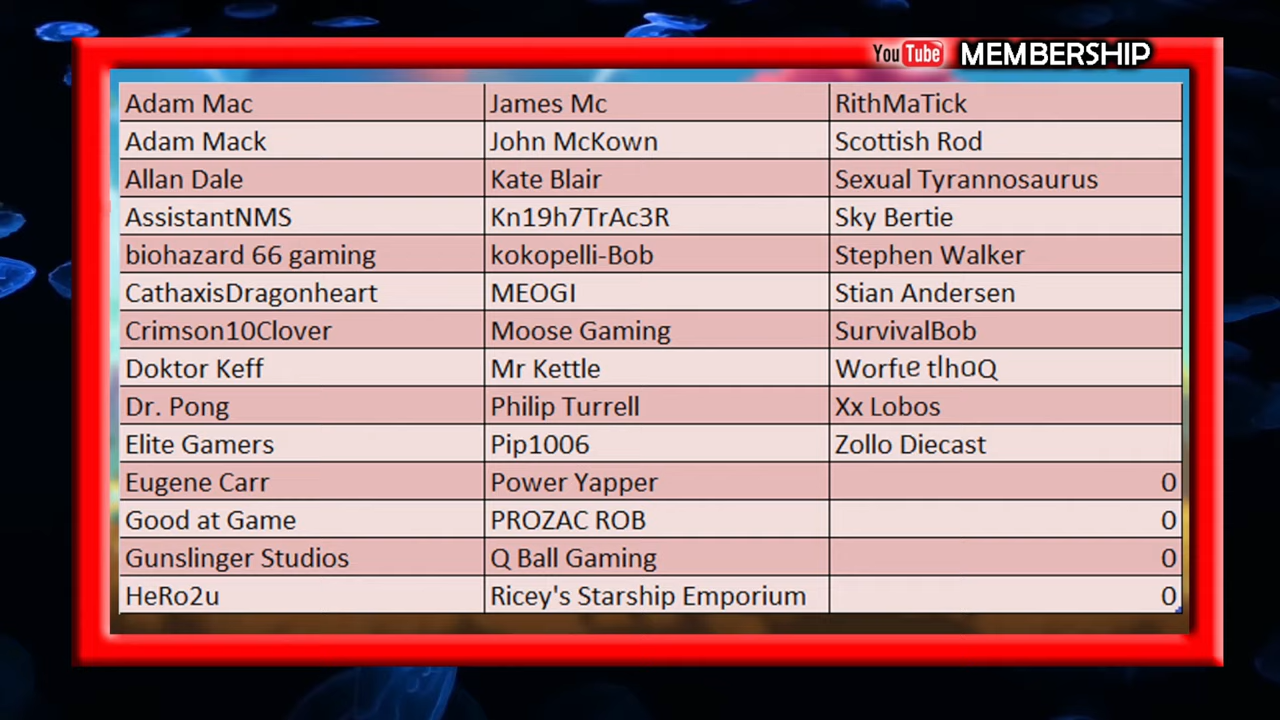 YouTube MEMBERSHIP
Adam Mac James Mc RithMaTick
Adam Mack John McKown Scottish Rod
Allan Dale Kate Blair Sexual Tyrannosaurus
AssistantNMS Kn19h7TrAc3R Sky Bertie
biohazard 66 gaming kokopelli-Bob Stephen Walker
CathaxisDragonheart MEOGI Stian Andersen
Crimson10Clover Moose Gaming SurvivalBob
Doktor Keff Mr Kettle Worfɩҽ tlhօQ
Dr. Pong Philip Turrell Xx Lobos
Elite Gamers Pip1006 Zollo Diecast
Eugene Carr Power Yapper 0
Good at Game PROZAC ROB 0
Gunslinger Studios Q Ball Gaming 0
HeRo2u Ricey's Starship Emporium 0